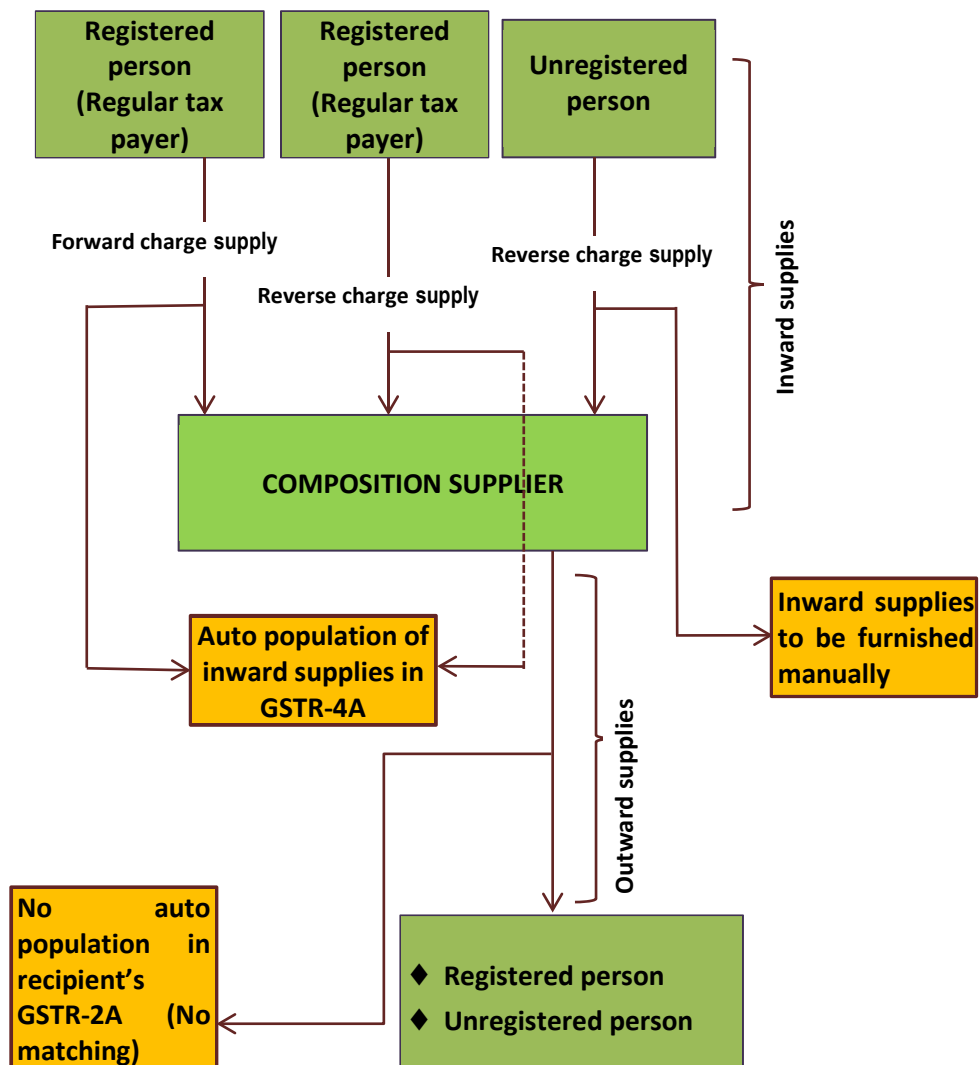 Registered
person
(Regular tax
payer)
Registered
person
(Regular tax
payer)
Unregistered
person
Forward charge supply
Reverse charge supply
Reverse charge supply
Inward supplies
COMPOSITION SUPPLIER
Auto population of
inward supplies in
GSTR-4A
Inward supplies
to be furnished
manually
Outward supplies
No auto
population in
recipient’s
GSTR-2A (No
matching)
♦ Registered person
♦ Unregistered person